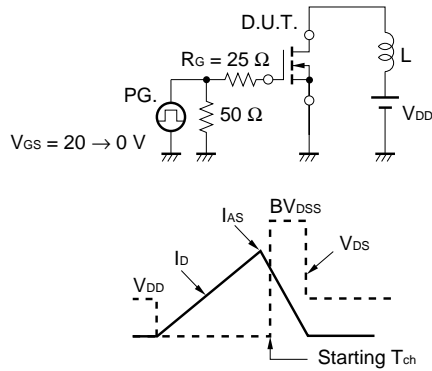 D.U.T.
RG = 25 Ω
L
PG.
50 Ω
VDD
VGS = 20 → 0 V
BVDSS
IAS
VDS
ID
VDD
Starting Tch